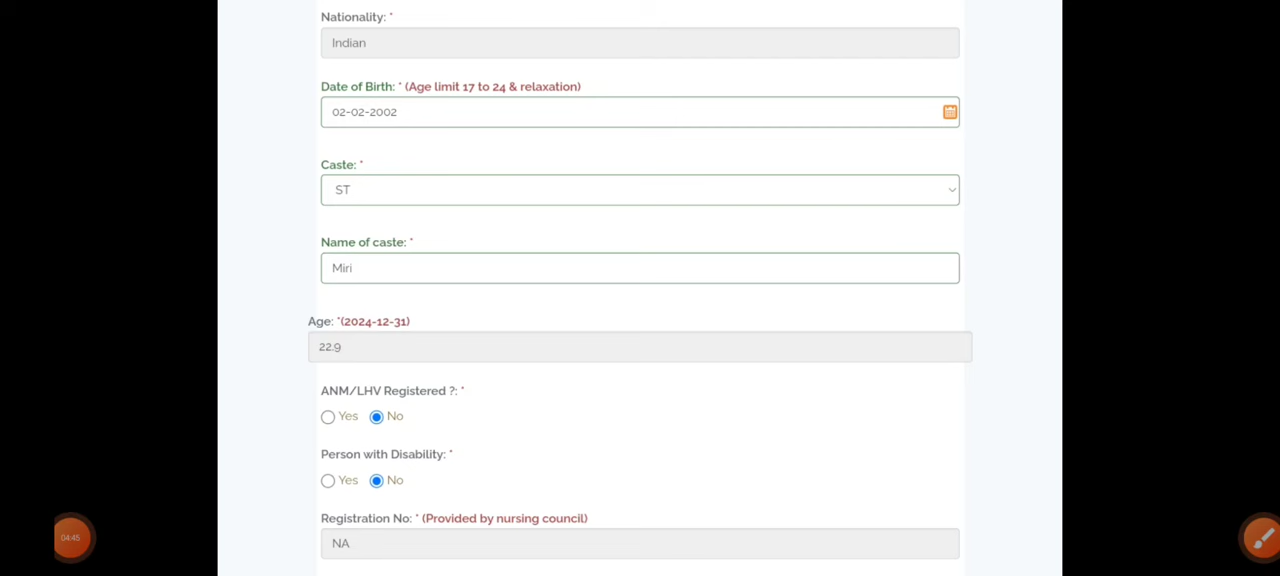 Nationality: *
Indian
Date of Birth: * (Age limit 17 to 24 & relaxation)
02-02-2002
Caste: *
ST
Name of caste: *
Miri
Age: *(2024-12-31)
22.9
ANM/LHV Registered ?: *
Yes No
Person with Disability: *
Yes No
Registration No: * (Provided by nursing council)
04:45
NA